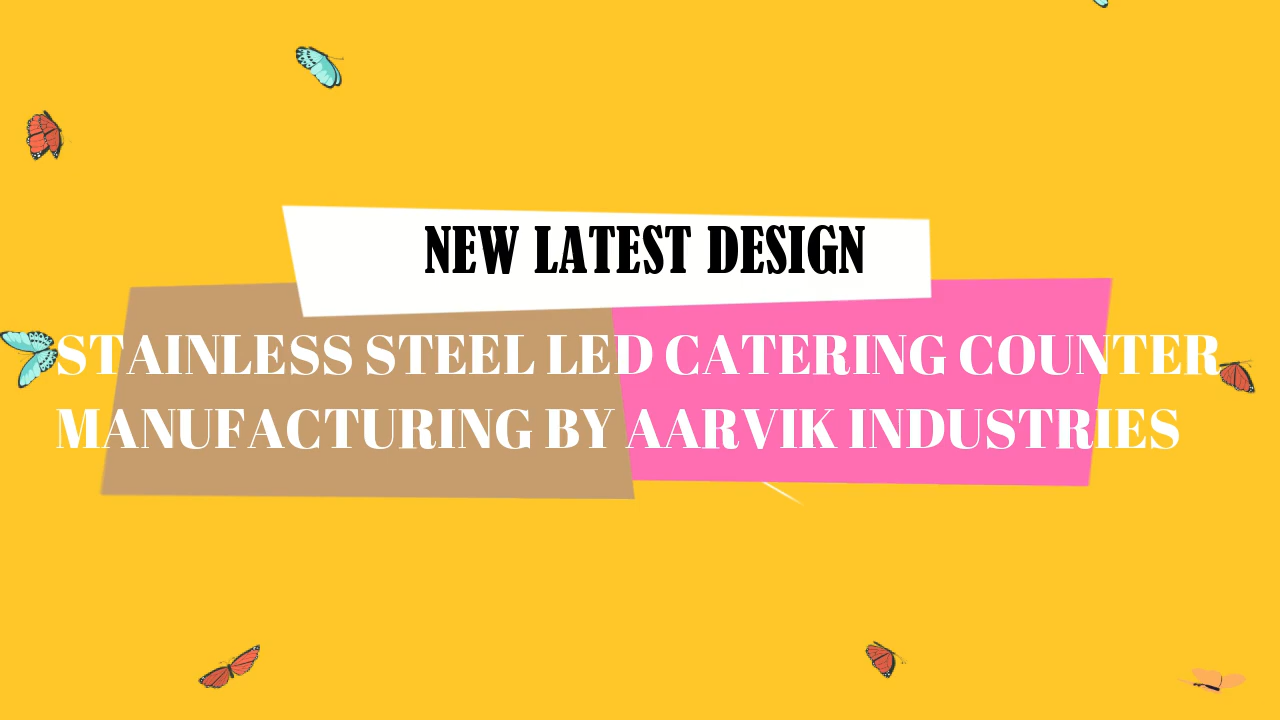 NEW LATEST DESIGN
STAINLESS STEEL LED CATERING COUNTER
MANUFACTURING BY AARVIK INDUSTRIES